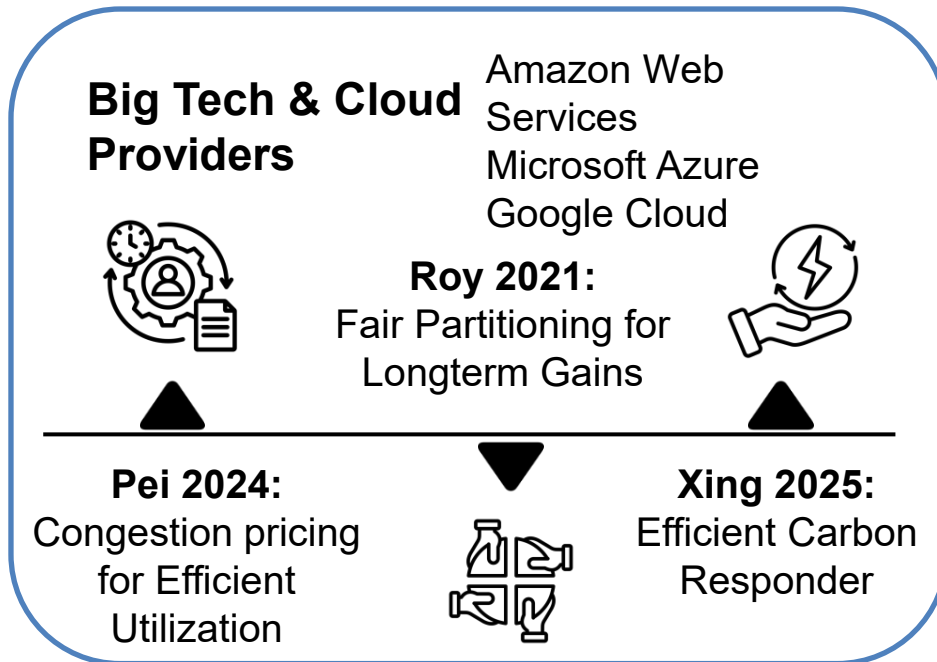 Big Tech & Cloud
Providers
Amazon Web
Services
Microsoft Azure
Google Cloud
Roy 2021:
Fair Partitioning for
Longterm Gains
Pei 2024:
Congestion pricing
for Efficient
Utilization
Xing 2025:
Efficient Carbon
Responder